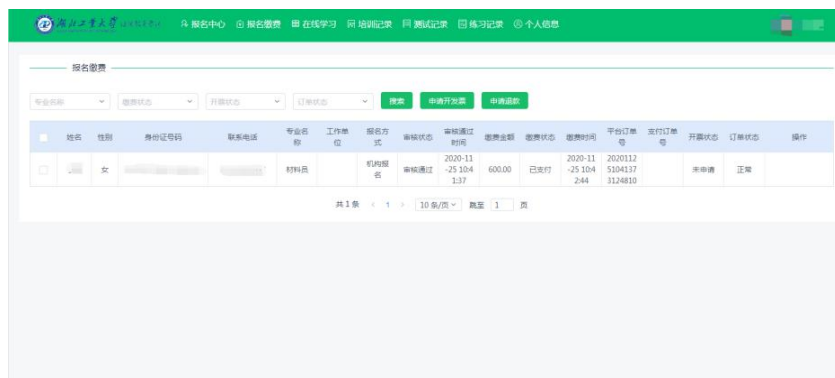 湖北工业大学
报名中心 报名缴费 在线学习 培训记录 测试记录 练习记录 个人信息
报名缴费
专业名称 缴费状态 开票状态 订单状态 搜索 申请开发票 申请退款
姓名 性别 身份证号码 联系电话 专业名称 工作单位 报名方式 审核状态 审核通过时间 缴费金额 缴费状态 缴费时间 平台订单号 支付订单号 开票状态 订单状态 操作
女 材料员 机构报名 审核通过 2020-11-25 10:41:37 600.00 已支付 2020-11-25 10:42:44 202011251041373124810 未申请 正常
共 1 条 < 1 > 10 条/页 跳至 1 页